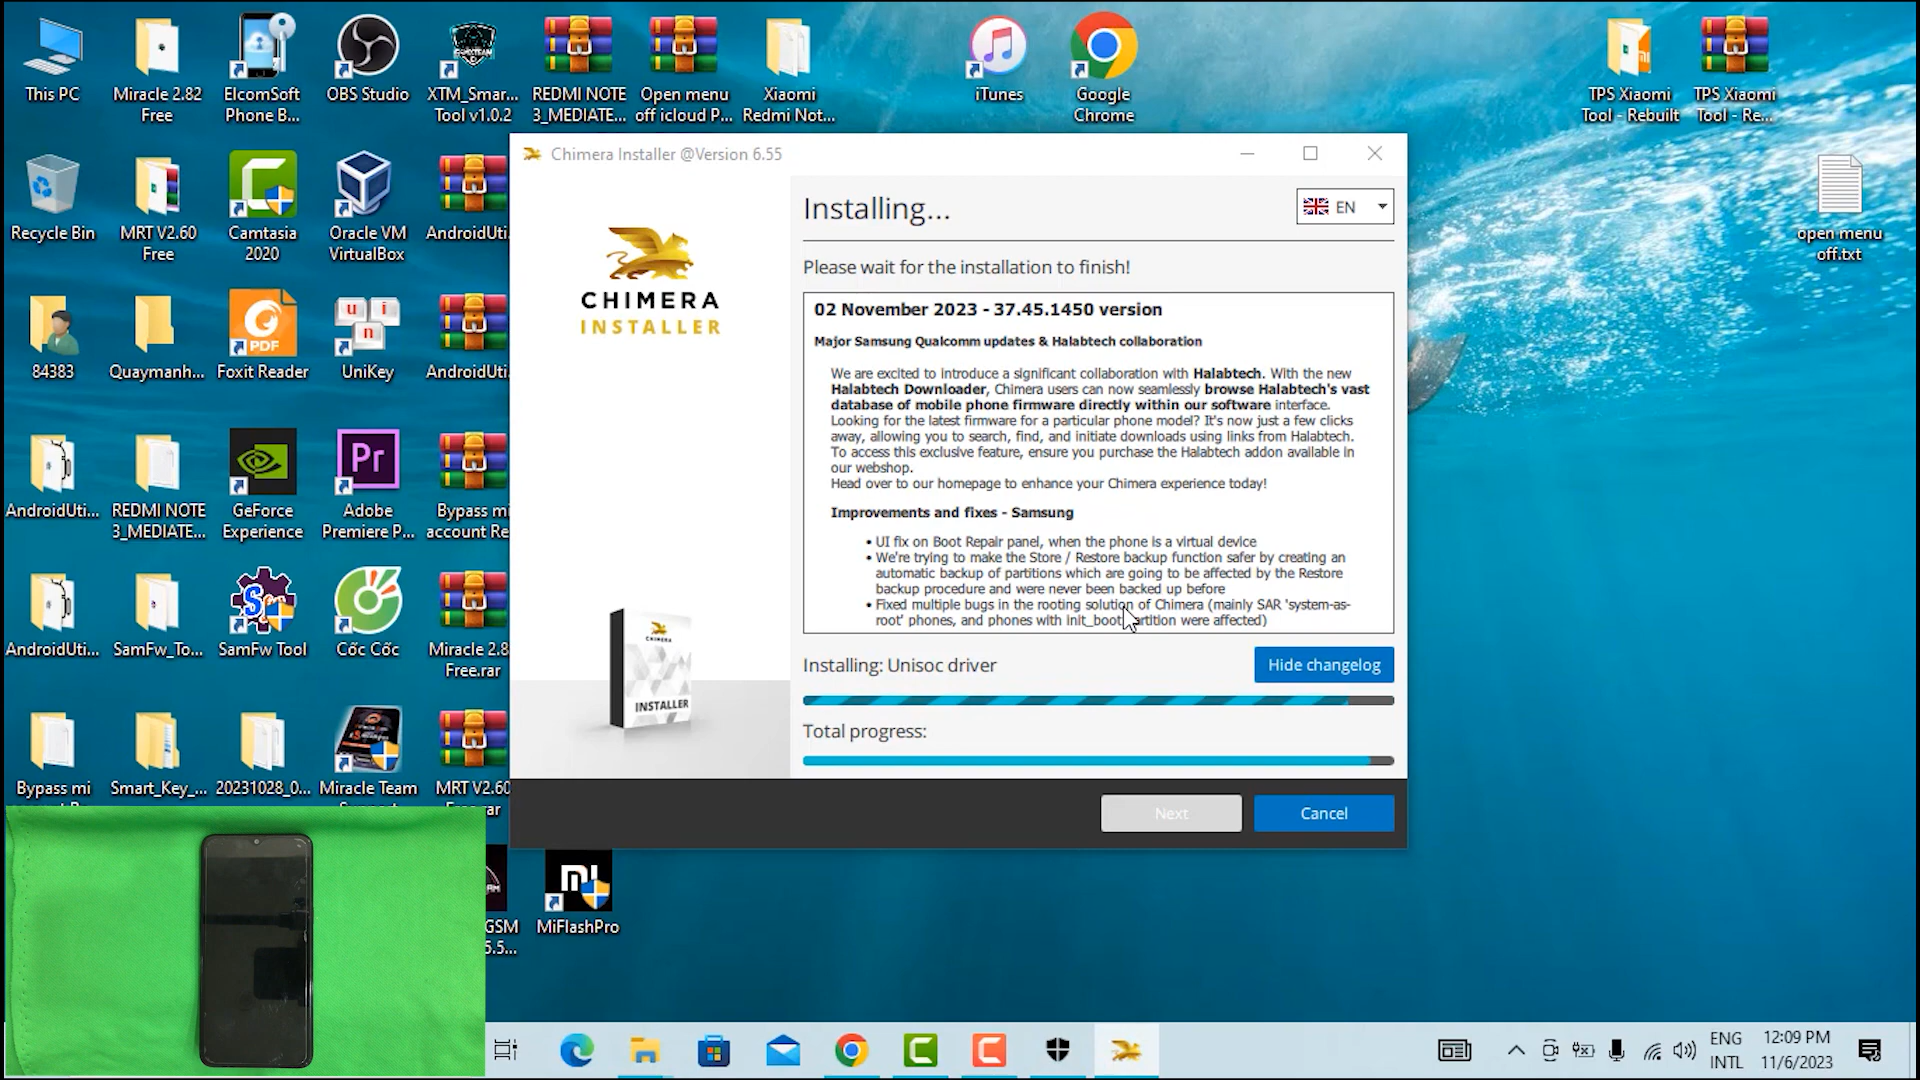 This PC
Miracle 2.82
Free
ElcomSoft
Phone B...
OBS Studio
XTM_Smar...
Tool v1.0.2
REDMI NOTE
3_MEDIATE...
Open menu
off icloud P...
Xiaomi
Redmi Not...
iTunes
Google
Chrome
TPS Xiaomi
Tool - Rebuilt
TPS Xiaomi
Tool - Re...
Recycle Bin
MRT V2.60
Free
Camtasia
2020
Oracle VM
VirtualBox
AndroidUti.
open menu
off.txt
84383
Quaymanh...
PDF
Foxit Reader
u i
n
UniKey
AndroidUti.
AndroidUti...
REDMI NOTE
3_MEDIATE...
GeForce
Experience
Pr
Adobe
Premiere P...
Bypass mi
account Re
AndroidUti...
SamFw_To...
SamFw Tool
Cốc Cốc
Miracle 2.8
Free.rar
Bypass mi
Smart_Key_...
20231028_0...
Miracle Team
MRT V2.60
Chimera Installer @Version 6.55
CHIMERA
INSTALLER
CHIMERA
INSTALLER
Installing...
EN
Please wait for the installation to finish!
02 November 2023 - 37.45.1450 version
Major Samsung Qualcomm updates & Halabtech collaboration
We are excited to introduce a significant collaboration with Halabtech. With the new
Halabtech Downloader, Chimera users can now seamlessly browse Halabtech's vast
database of mobile phone firmware directly within our software interface.
Looking for the latest firmware for a particular phone model? It's now just a few clicks
away, allowing you to search, find, and initiate downloads using links from Halabtech.
To access this exclusive feature, ensure you purchase the Halabtech addon available in
our webshop.
Head over to our homepage to enhance your Chimera experience today!
Improvements and fixes - Samsung
• UI fix on Boot Repair panel, when the phone is a virtual device
• We're trying to make the Store / Restore backup function safer by creating an
automatic backup of partitions which are going to be affected by the Restore
backup procedure and were never been backed up before
• Fixed multiple bugs in the rooting solution of Chimera (mainly SAR 'system-as-
root' phones, and phones with init_boot partition were affected)
Installing: Unisoc driver
Hide changelog
Total progress:
Next
Cancel
GSM
5.5...
MiFlashPro
ENG
INTL
12:09 PM
11/6/2023